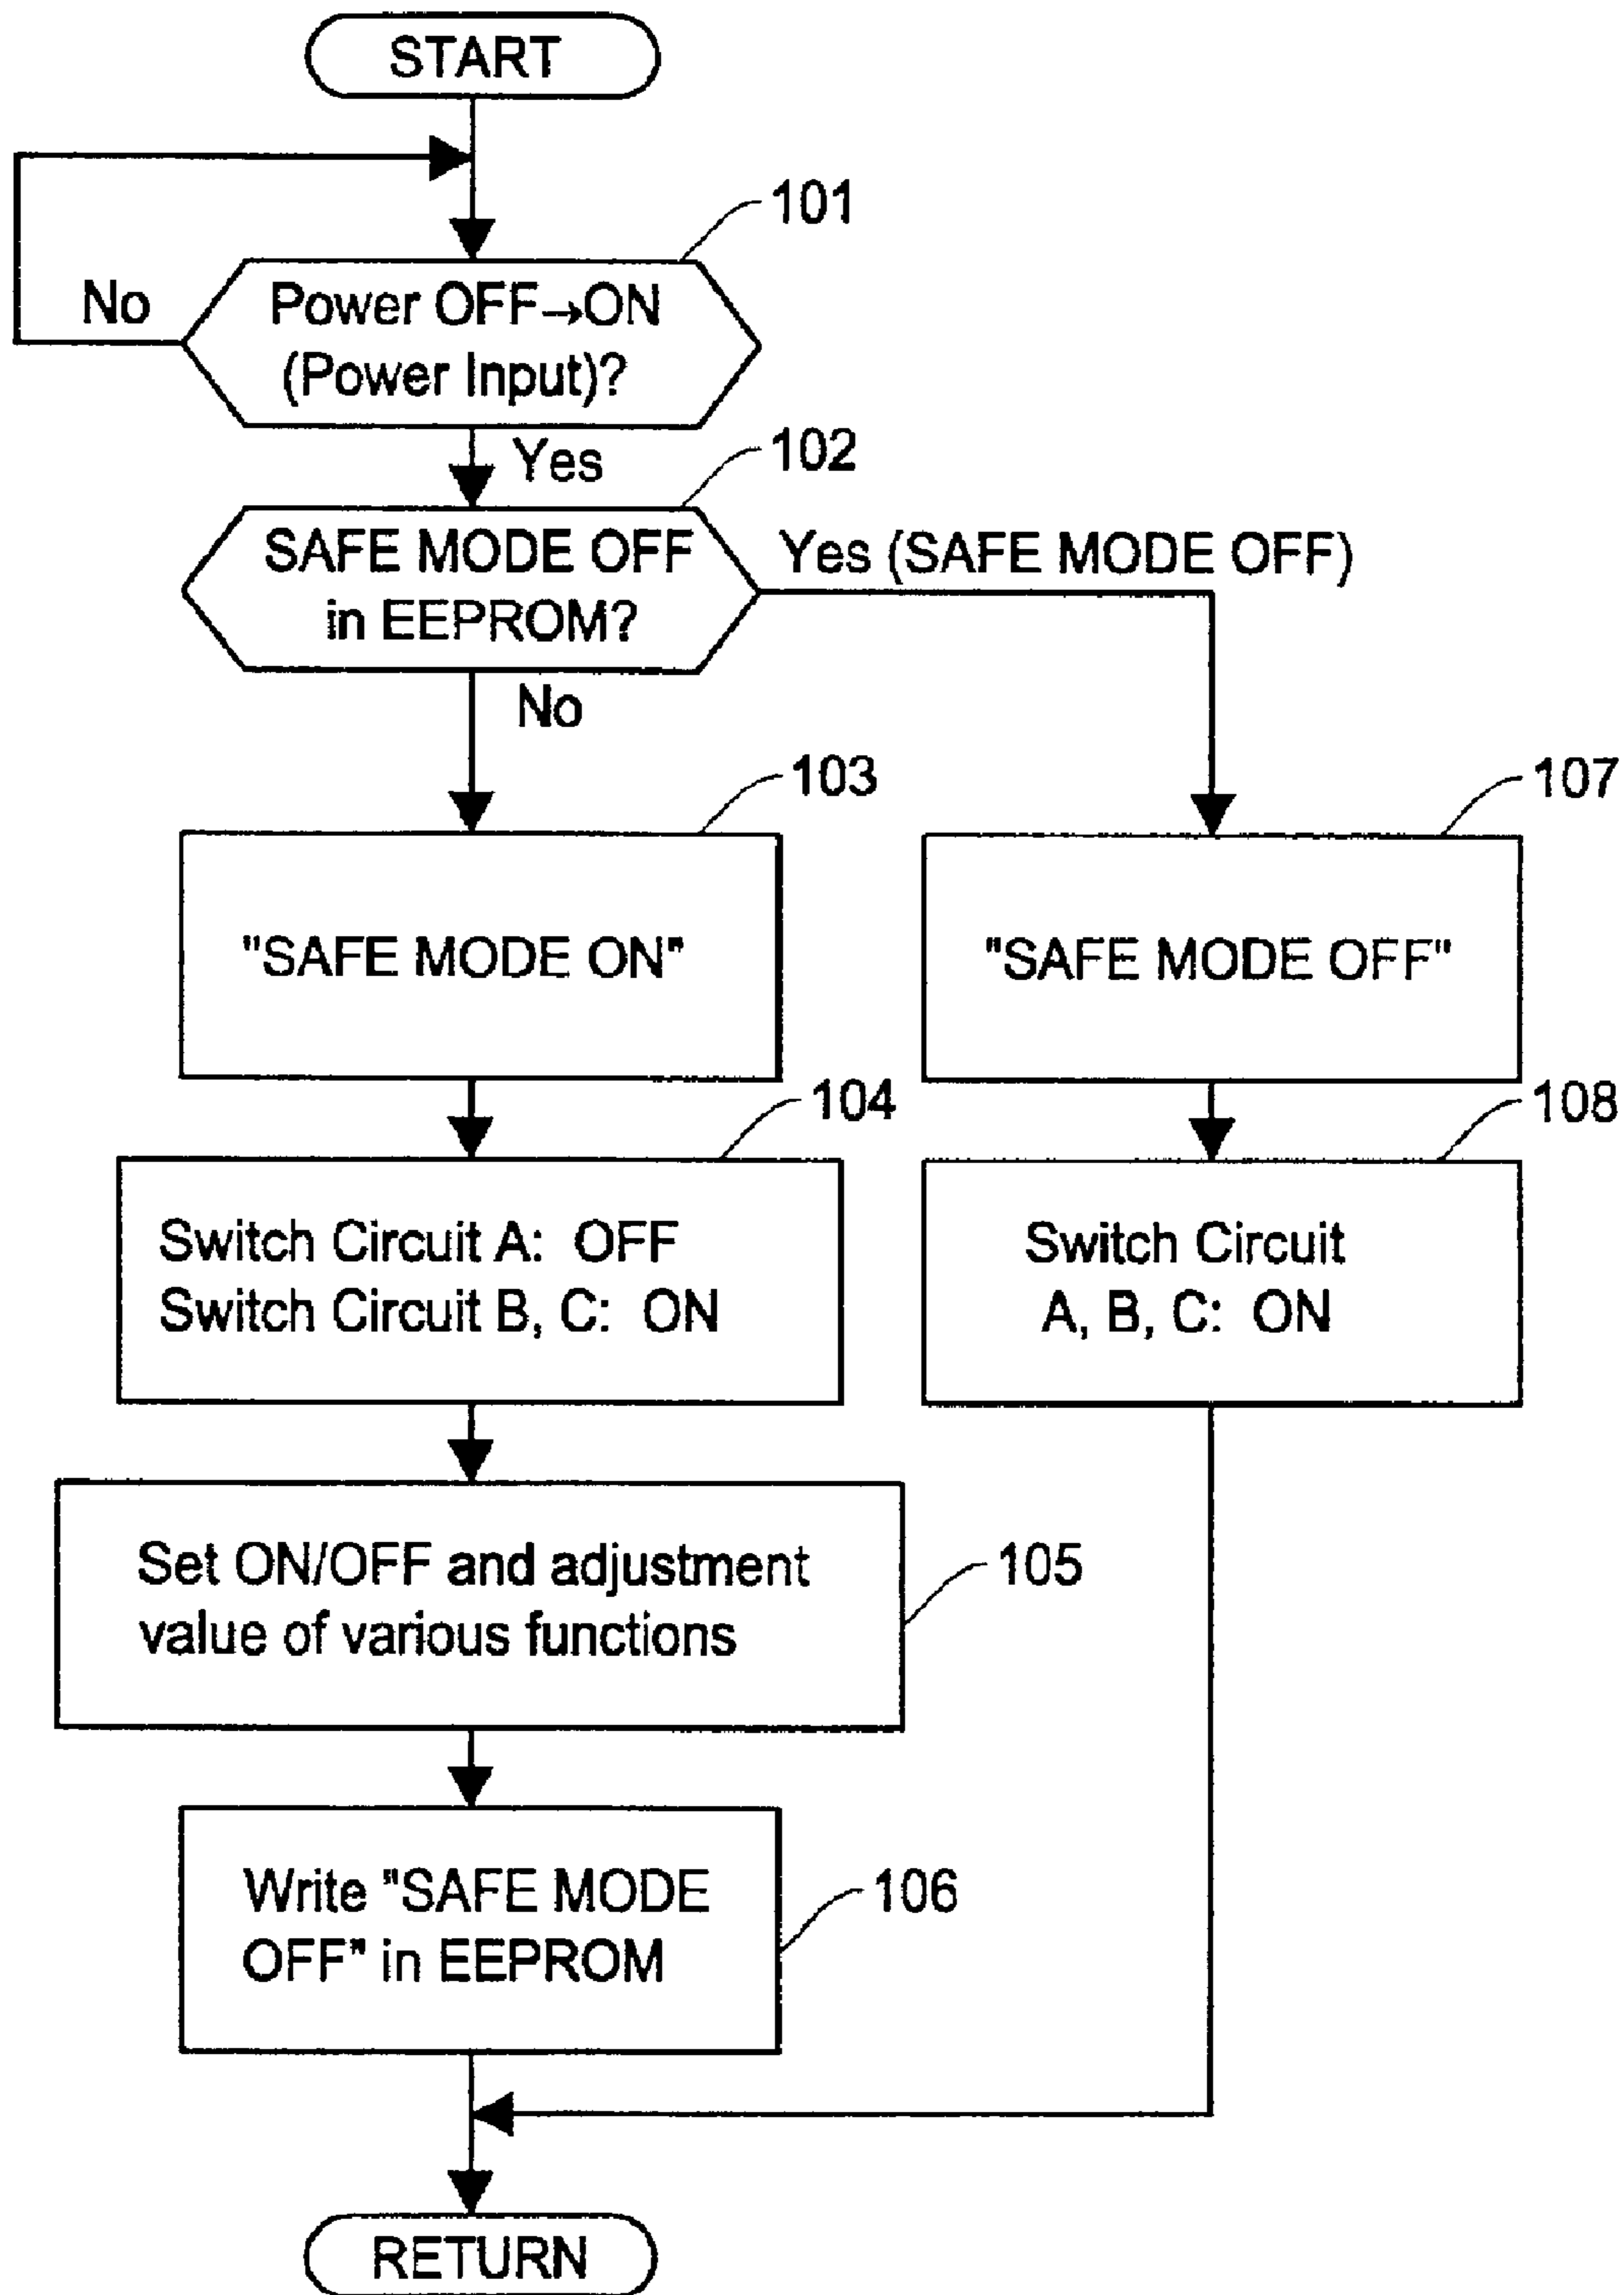 START
101
No
Power OFF→ON
(Power Input)?
Yes
102
SAFE MODE OFF
in EEPROM?
Yes (SAFE MODE OFF)
No
103
"SAFE MODE ON"
107
"SAFE MODE OFF"
104
Switch Circuit A: OFF
Switch Circuit B, C: ON
108
Switch Circuit
A, B, C: ON
Set ON/OFF and adjustment
value of various functions
105
Write "SAFE MODE
OFF" in EEPROM
106
RETURN